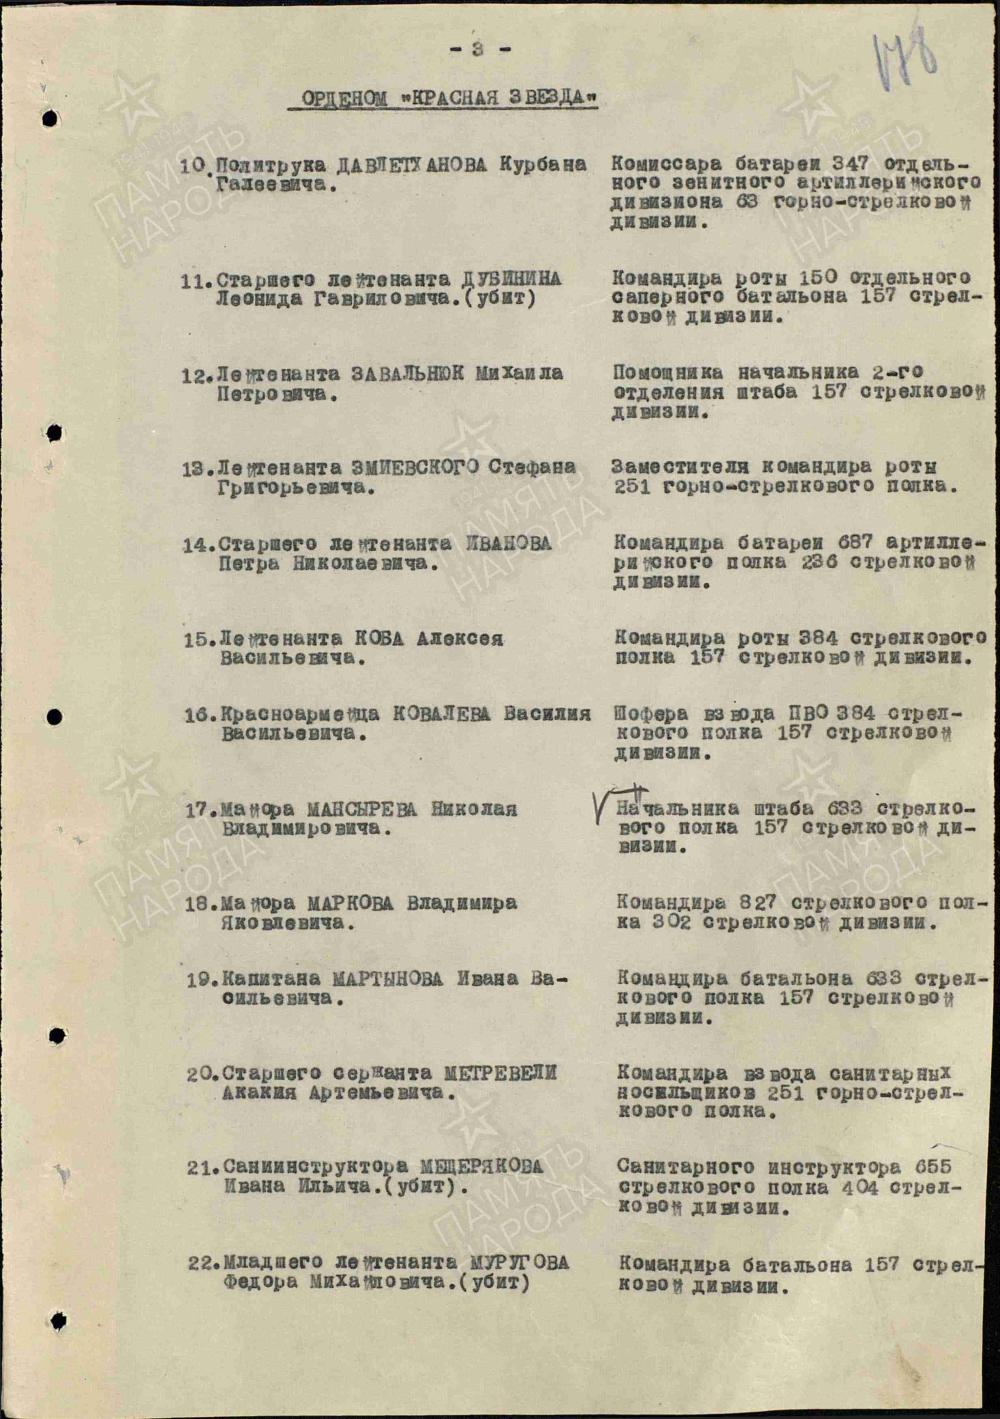 - 3 -
178
ОРДЕНОМ "КРАСНАЯ ЗВЕЗДА"
10. Политрука ДАВЛЕТХАНОВА Курбана Комиссара батареи 347 отдель-
Галеевича. ного зенитного артиллерийского
дивизиона 63 горно-стрелковой
дивизии.
11. Старшего лейтенанта ДУБИНИНА Командира роты 150 отдельного
Леонида Гавриловича.(убит) саперного батальона 157 стрел-
ковой дивизии.
12. Лейтенанта ЗАВАЛЬНЮК Михаила Помощника начальника 2-го
Петровича. отделения штаба 157 стрелковой
дивизии.
13. Лейтенанта ЗМИЕВСКОГО Стефана Заместителя командира роты
Григорьевича. 251 горно-стрелкового полка.
14. Старшего лейтенанта ИВАНОВА Командира батареи 687 артилле-
Петра Николаевича. рийского полка 236 стрелковой
дивизии.
15. Лейтенанта КОБА Алексея Командира роты 384 стрелкового
Васильевича. полка 157 стрелковой дивизии.
16. Красноармейца КОВАЛЕВА Василия Шофера взвода ПВО 384 стрел-
Васильевича. кового полка 157 стрелковой
дивизии.
17. Майора МАНСЫРЕВА Николая Начальника штаба 633 стрелко-
Владимировича. вого полка 157 стрелковой ди-
визии.
18. Майора МАРКОВА Владимира Командира 827 стрелкового пол-
Яковлевича. ка 302 стрелковой дивизии.
19. Капитана МАРТЫНОВА Ивана Ва- Командира батальона 633 стрел-
сильевича. кового полка 157 стрелковой
дивизии.
20. Старшего сержанта МЕТРЕВЕЛИ Командира взвода санитарных
Акакия Артемьевича. носильщиков 251 горно-стрел-
кового полка.
21. Саниинструктора МЕЩЕРЯКОВА Санитарного инструктора 655
Ивана Ильича.(убит). стрелкового полка 404 стрел-
ковой дивизии.
22. Младшего лейтенанта МУРУГОВА Командира батальона 157 стрел-
Федора Михайловича.(убит) ковой дивизии.
ПАМЯТЬ
НАРОДА